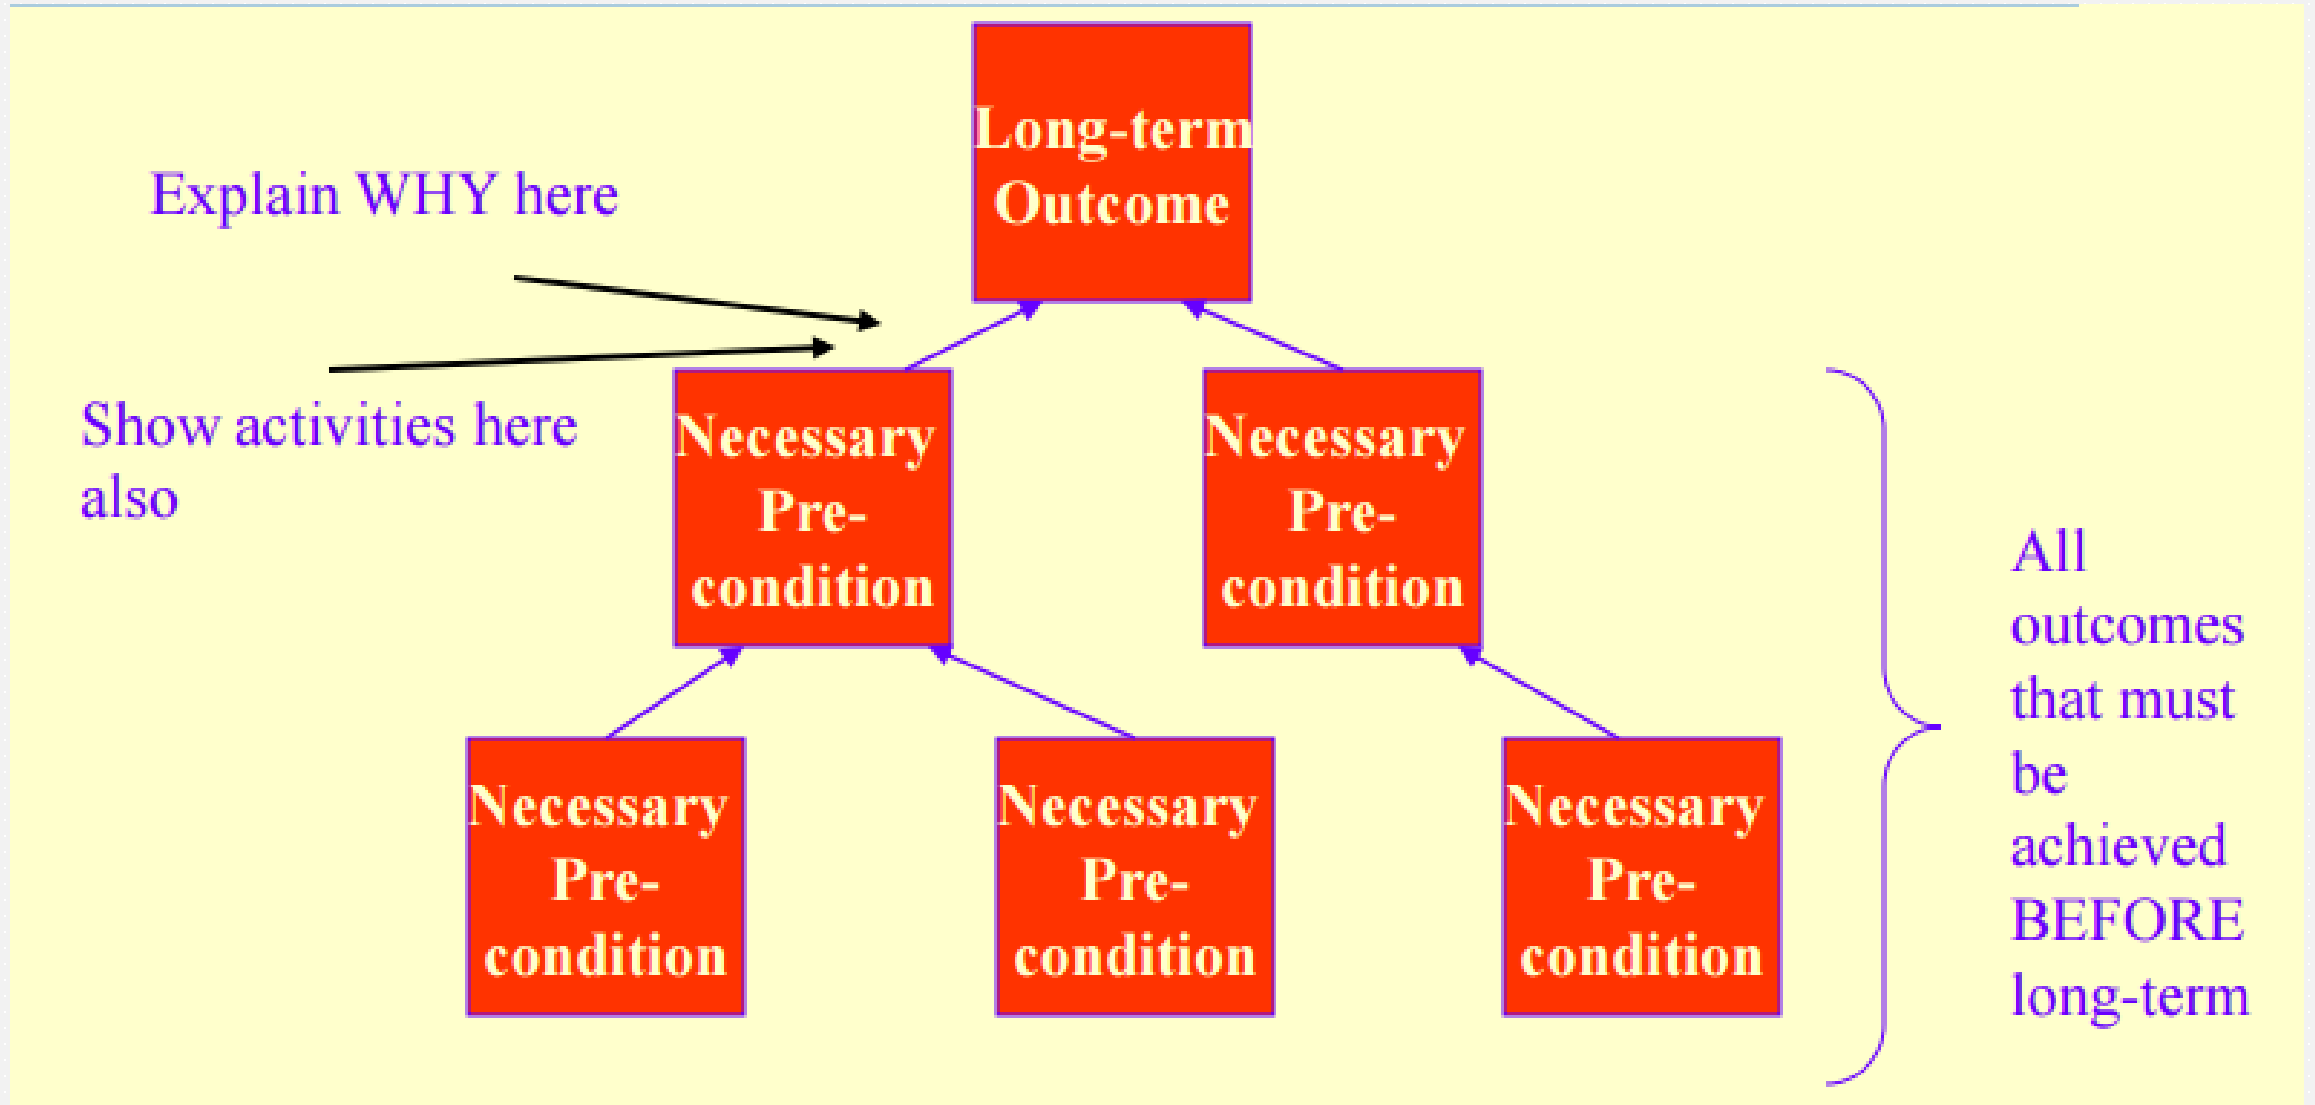 Long-term
Outcome
Explain WHY here
Show activities here
also
Necessary
Pre-
condition
Necessary
Pre-
condition
Necessary
Pre-
condition
Necessary
Pre-
condition
Necessary
Pre-
condition
All
outcomes
that must
be
achieved
BEFORE
long-term